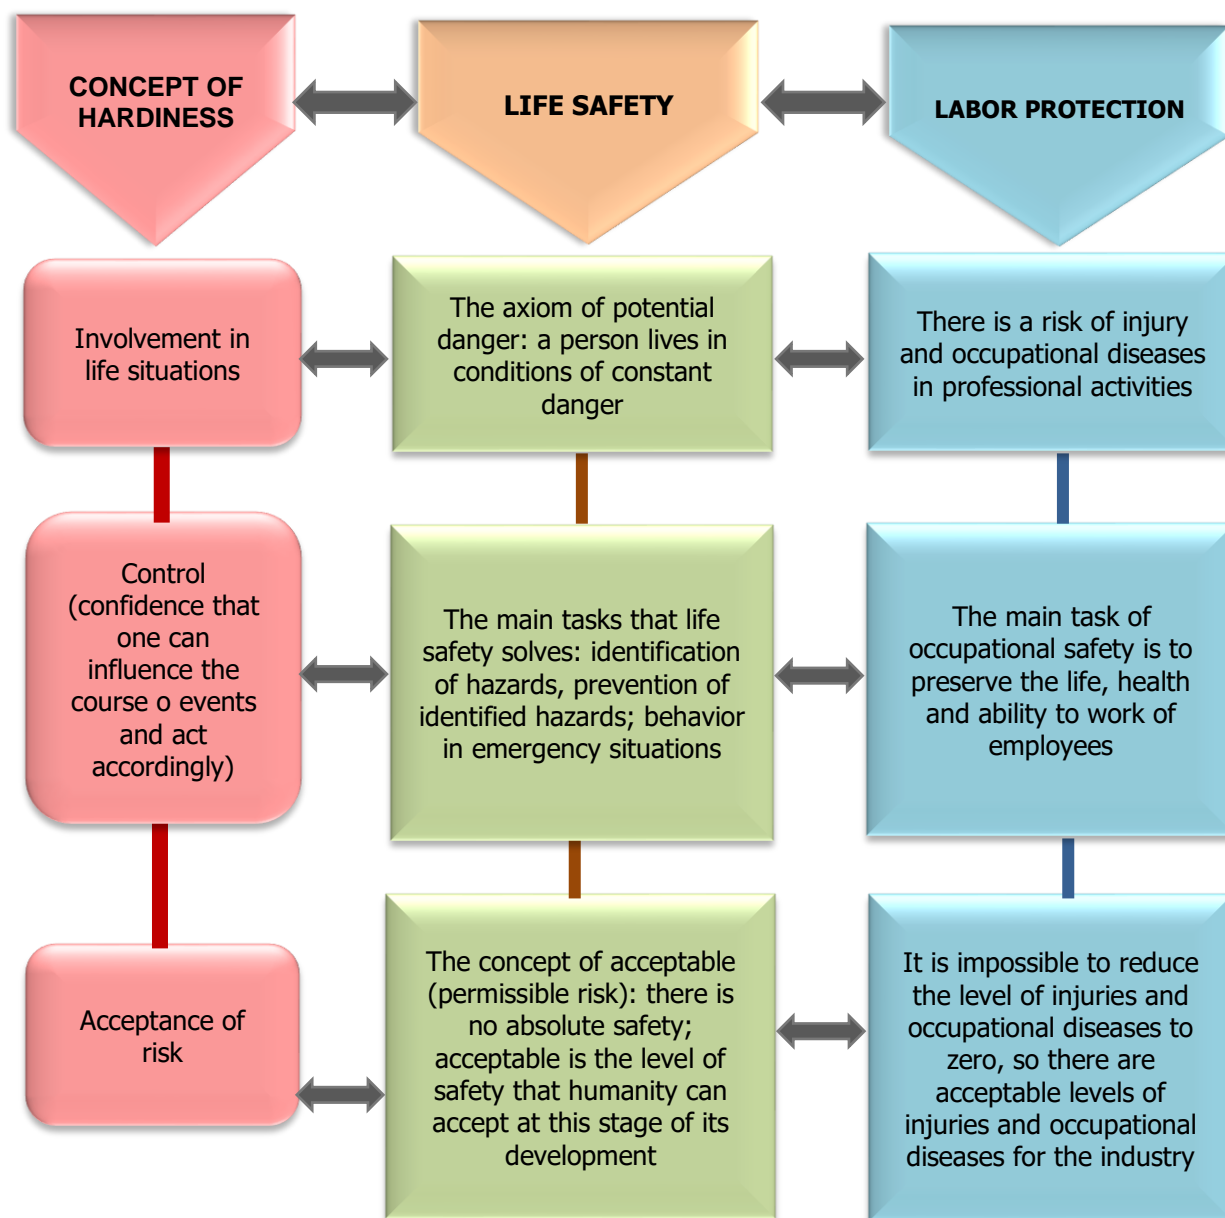 CONCEPT OF
HARDINESS
LIFE SAFETY
LABOR PROTECTION
Involvement in
life situations
The axiom of potential
danger: a person lives in
conditions of constant
danger
There is a risk of injury
and occupational diseases
in professional activities
Control
(confidence that
one can
influence the
course o events
and act
accordingly)
The main tasks that life
safety solves: identification
of hazards, prevention of
identified hazards; behavior
in emergency situations
The main task of
occupational safety is to
preserve the life, health
and ability to work of
employees
Acceptance of
risk
The concept of acceptable
(permissible risk): there is
no absolute safety;
acceptable is the level of
safety that humanity can
accept at this stage of its
development
It is impossible to reduce
the level of injuries and
occupational diseases to
zero, so there are
acceptable levels of
injuries and occupational
diseases for the industry